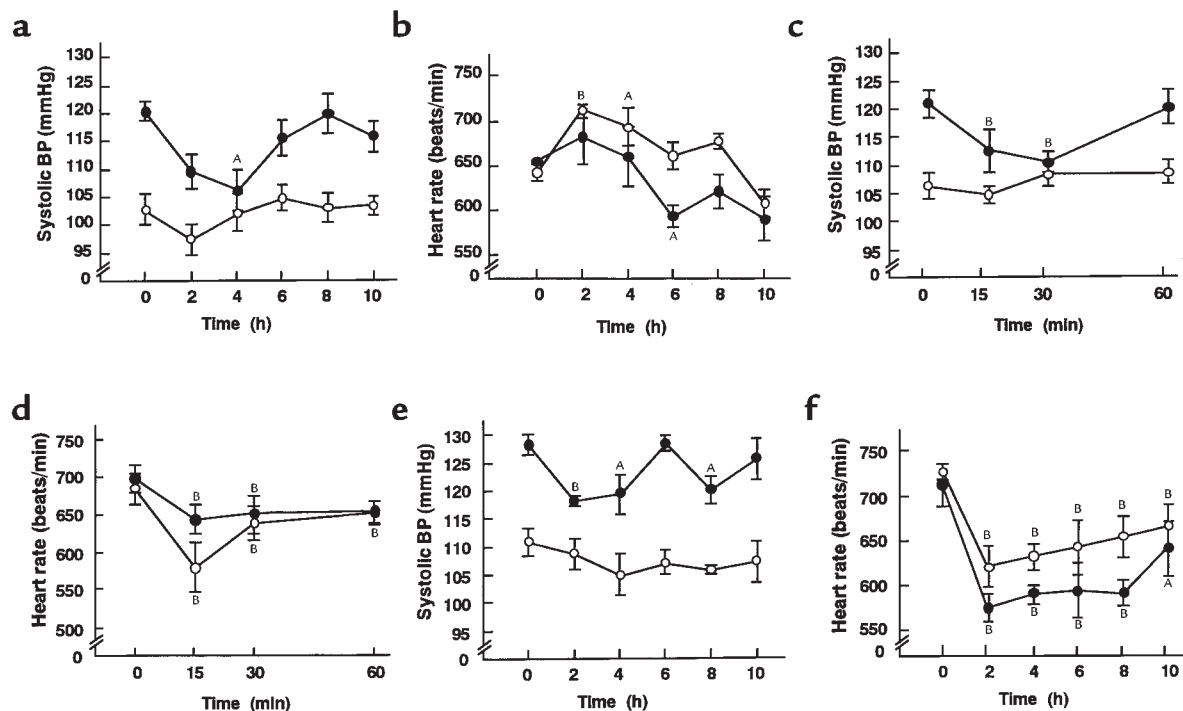 a
Systolic BP (mmHg)
130
125
120
115
110
105
100
95
0
A
0 2 4 6 8 10
Time (h)
b
Heart rate (beats/min)
750
700
650
600
550
0
B
A
A
0 2 4 6 8 10
Time (h)
c
Systolic BP (mmHg)
130
125
120
115
110
105
100
95
0
B
B
0 15 30 60
Time (min)
d
Heart rate (beats/min)
750
700
650
600
550
500
0
B
B
B
B
B
0 15 30 60
Time (min)
e
Systolic BP (mmHg)
130
125
120
115
110
105
100
95
0
B
A
A
0 2 4 6 8 10
Time (h)
f
Heart rate (beats/min)
750
700
650
600
550
0
B B B B A
B B B B A
0 2 4 6 8 10
Time (h)